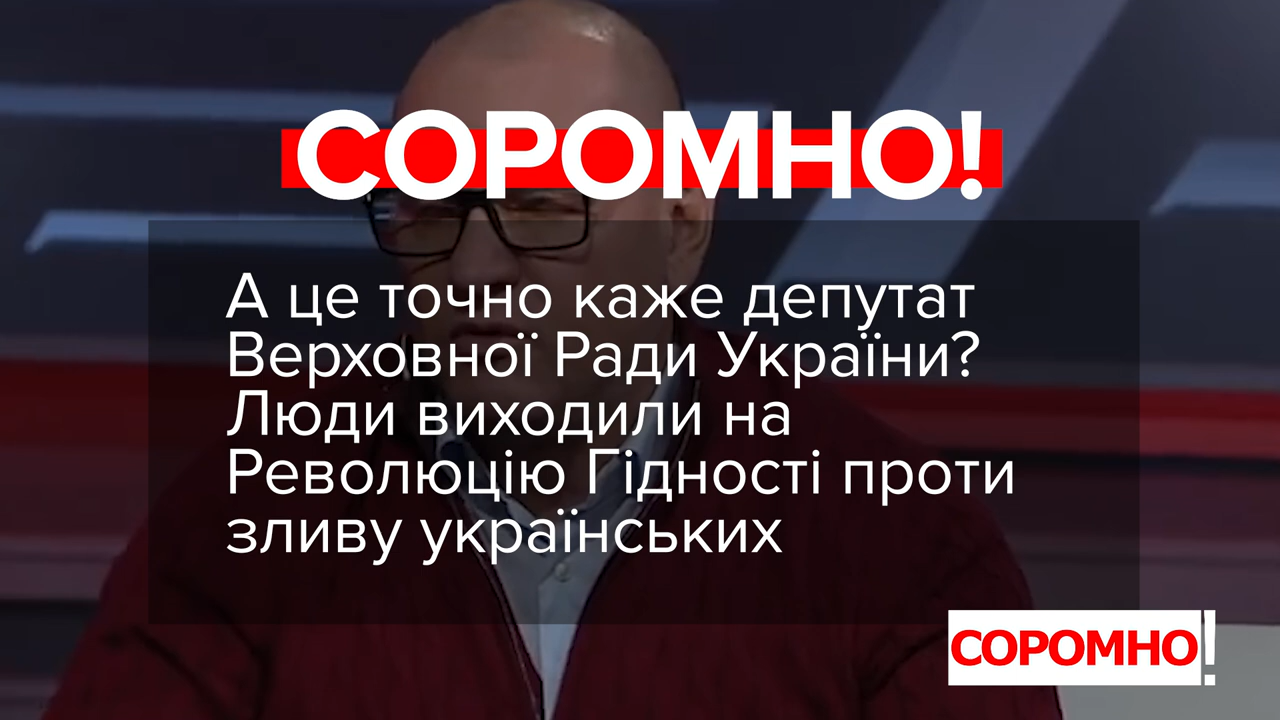 СОРОМНО!
А це точно каже депутат
Верховної Ради України?
Люди виходили на
Революцію Гідності проти
зливу українських
СОРОМНО!